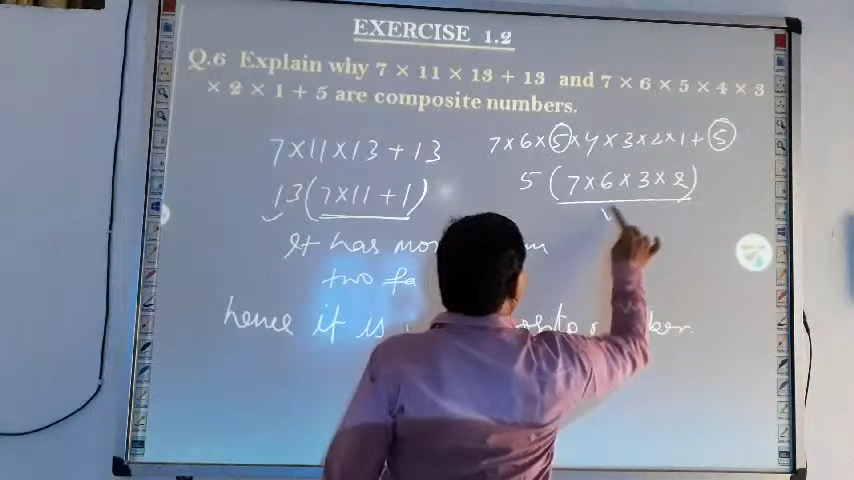 EXERCISE 1.2
Q.6 Explain why 7 × 11 × 13 + 13 and 7 × 6 × 5 × 4 × 3
× 2 × 1 + 5 are composite numbers.
7×11×13+13
7×6×5×4×3×2×1+5
13(7×11+1)
5(7×6×3×2)
It has mor
two fa
hence it is